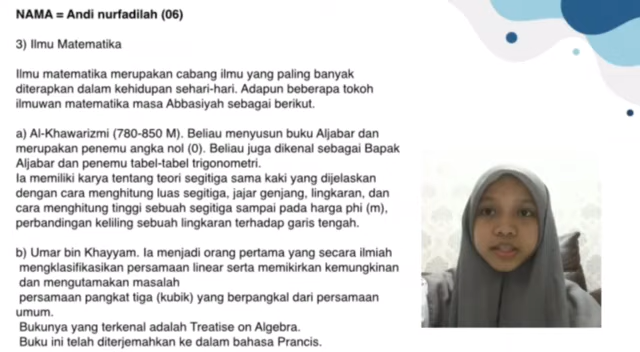 NAMA = Andi nurfadilah (06)
3) Ilmu Matematika
Ilmu matematika merupakan cabang ilmu yang paling banyak
diterapkan dalam kehidupan sehari-hari. Adapun beberapa tokoh
ilmuwan matematika masa Abbasiyah sebagai berikut.
a) Al-Khawarizmi (780-850 M). Beliau menyusun buku Aljabar dan
merupakan penemu angka nol (0). Beliau juga dikenal sebagai Bapak
Aljabar dan penemu tabel-tabel trigonometri.
Ia memiliki karya tentang teori segitiga sama kaki yang dijelaskan
dengan cara menghitung luas segitiga, jajar genjang, lingkaran, dan
cara menghitung tinggi sebuah segitiga sampai pada harga phi (m),
perbandingan keliling sebuah lingkaran terhadap garis tengah.
b) Umar bin Khayyam. Ia menjadi orang pertama yang secara ilmiah
mengklasifikasikan persamaan linear serta memikirkan kemungkinan
dan mengutamakan masalah
persamaan pangkat tiga (kubik) yang berpangkal dari persamaan
umum.
Bukunya yang terkenal adalah Treatise on Algebra.
Buku ini telah diterjemahkan ke dalam bahasa Prancis.